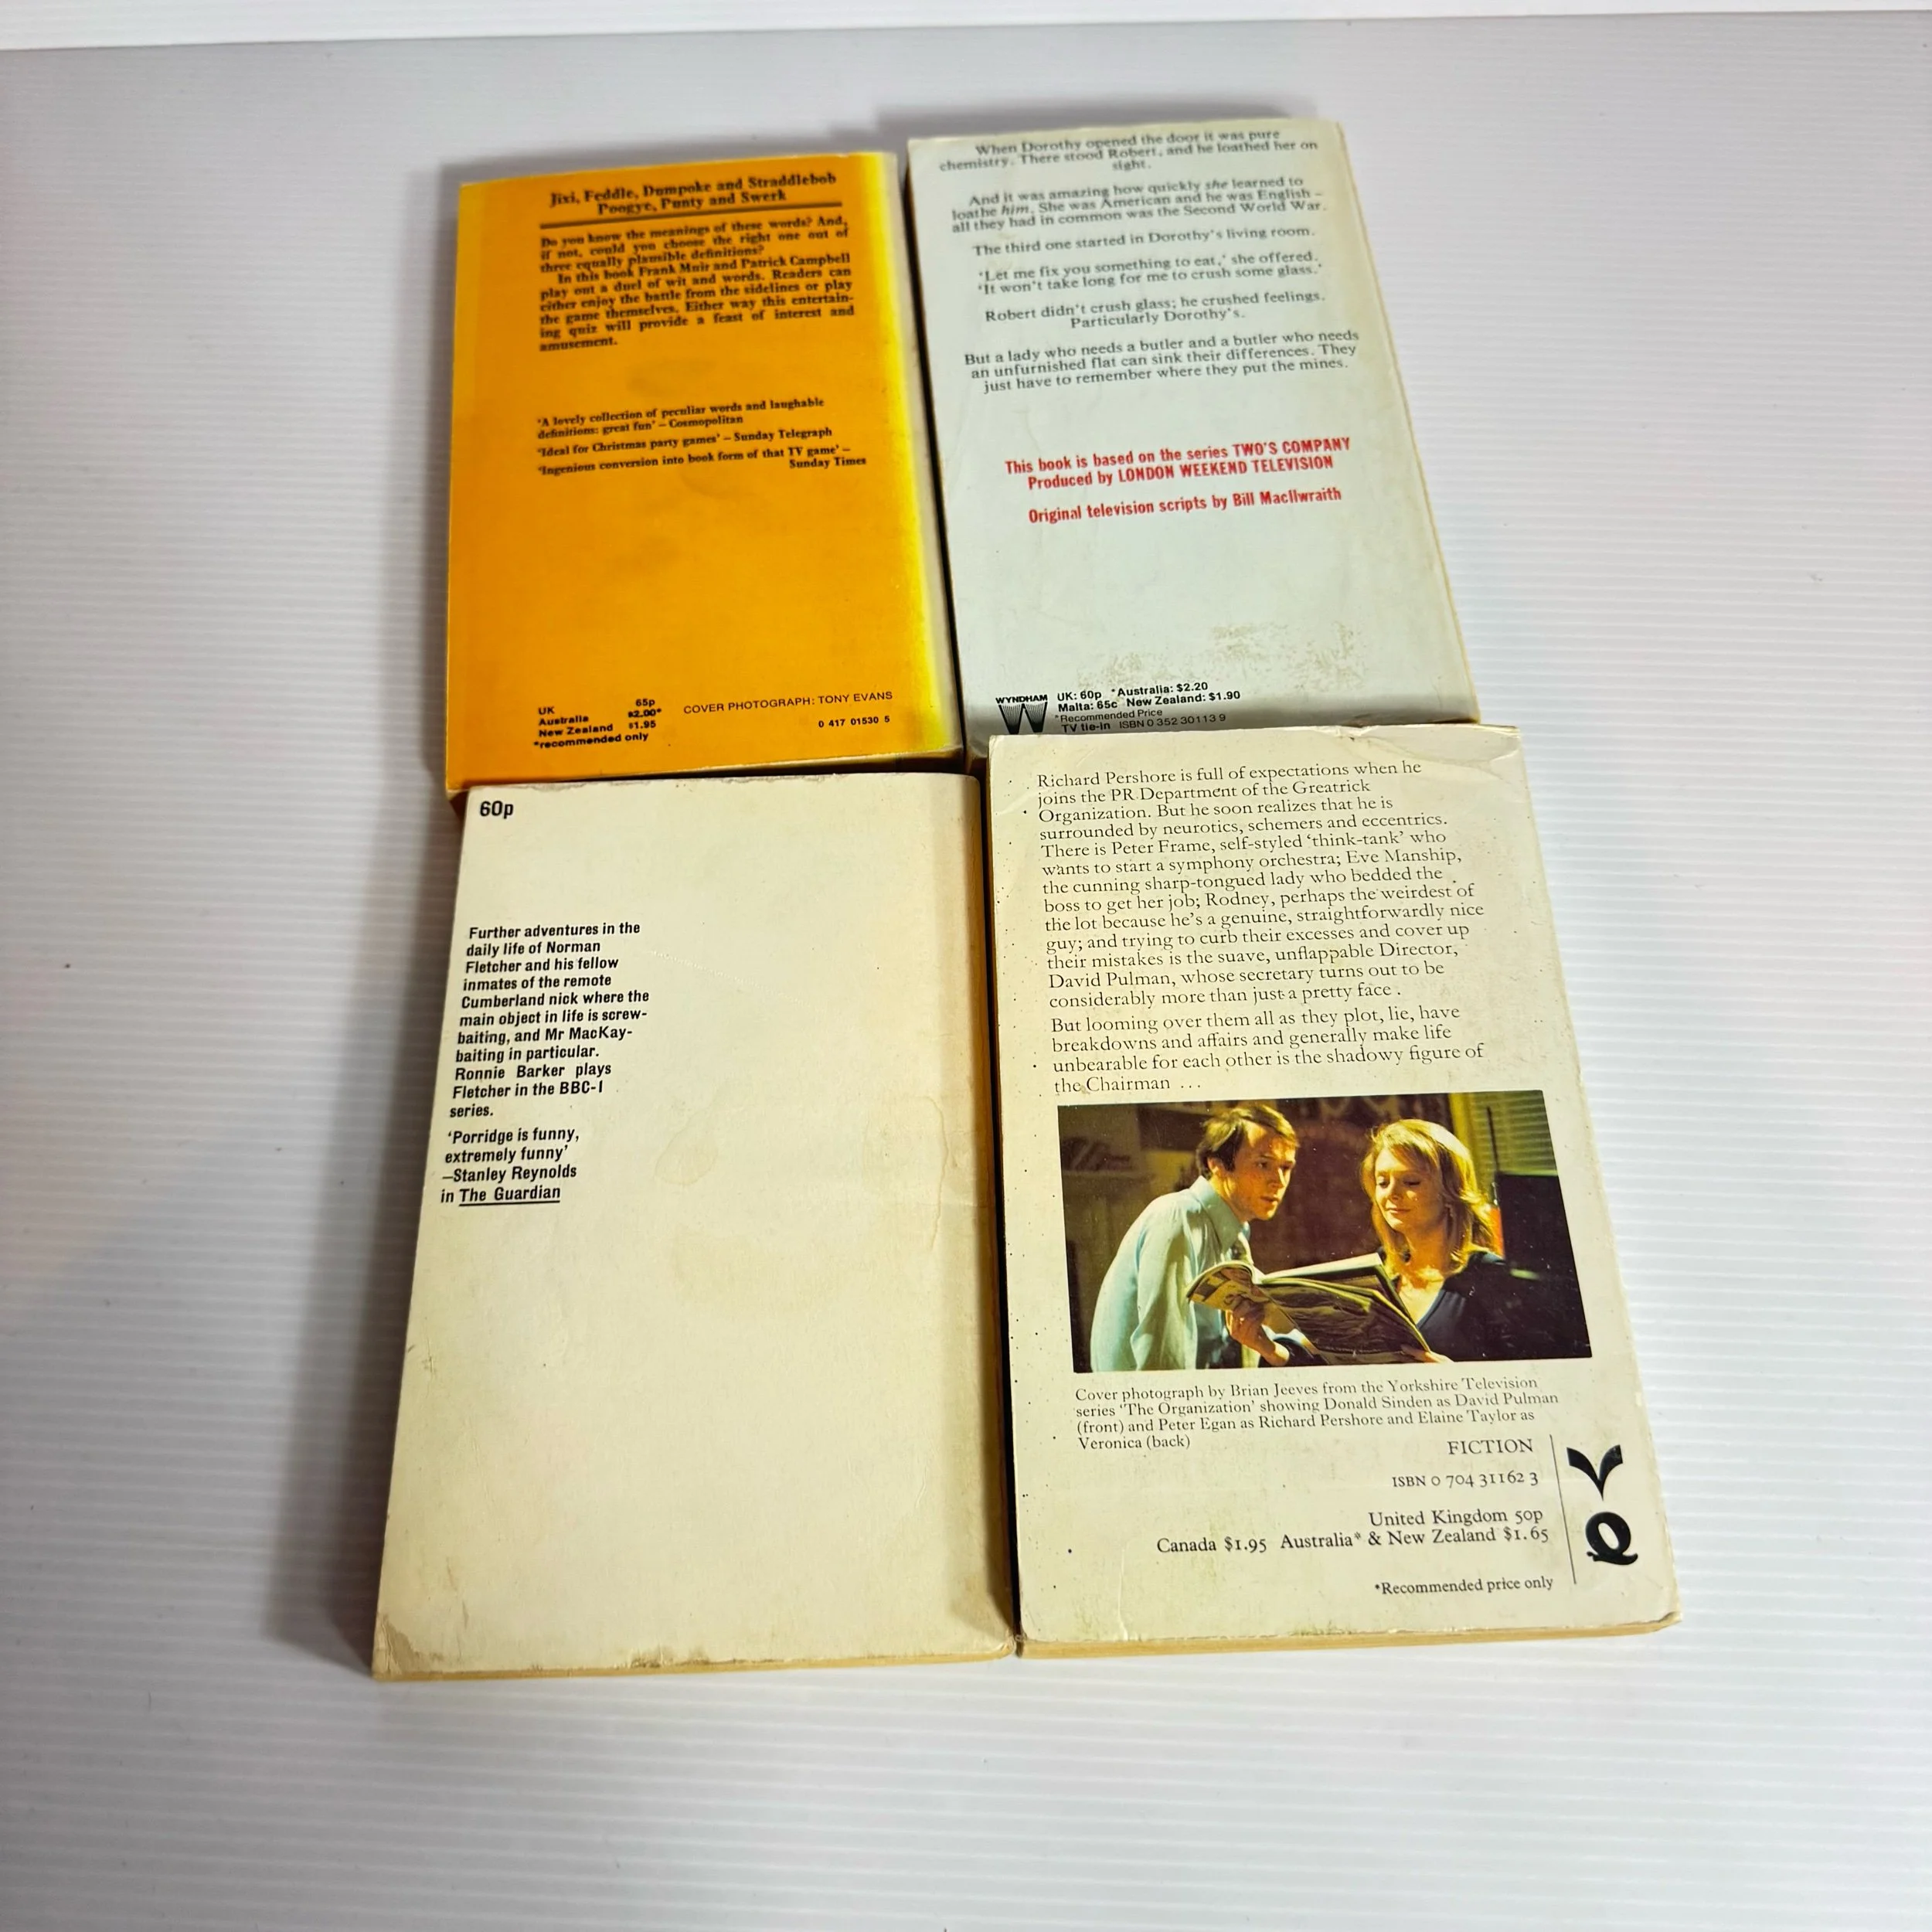 Jixi, Feddle, Dumpoke and Straddlebob
Poogye, Punty and Swerk
Do you know the meanings of these words? And,
if not, could you choose the right one out of
three equally plausible definitions?
In this book Frank Muir and Patrick Campbell
play out a duel of wit and words. Readers can
either enjoy the battle from the sidelines or play
the game themselves. Either way this entertain-
ing quiz will provide a feast of interest and
amusement.
'A lovely collection of peculiar words and laughable
definitions: great fun' – Cosmopolitan
'Ideal for Christmas party games' – Sunday Telegraph
'Ingenious conversion into book form of that TV game' –
Sunday Times
UK 65p
Australia $2.00*
New Zealand $1.95
*recommended only
COVER PHOTOGRAPH: TONY EVANS
0 417 01530 5
When Dorothy opened the door it was pure
chemistry. There stood Robert, and he loathed her on
sight.
And it was amazing how quickly she learned to
loathe him. She was American and he was English –
all they had in common was the Second World War.
The third one started in Dorothy's living room.
'Let me fix you something to eat,' she offered.
'It won't take long for me to crush some glass.'
Robert didn't crush glass; he crushed feelings.
Particularly Dorothy's.
But a lady who needs a butler and a butler who needs
an unfurnished flat can sink their differences. They
just have to remember where they put the mines.
This book is based on the series TWO'S COMPANY
Produced by LONDON WEEKEND TELEVISION
Original television scripts by Bill MacIlwraith
WYNDHAM
W
UK: 60p *Australia: $2.20
Malta: 65c New Zealand: $1.90
*Recommended Price
TV tie-in ISBN 0 352 30113 9
60p
Further adventures in the
daily life of Norman
Fletcher and his fellow
inmates of the remote
Cumberland nick where the
main object in life is screw-
baiting, and Mr MacKay-
baiting in particular.
Ronnie Barker plays
Fletcher in the BBC-1
series.
'Porridge is funny,
extremely funny'
—Stanley Reynolds
in The Guardian
Richard Pershore is full of expectations when he
joins the PR Department of the Greatrick
Organization. But he soon realizes that he is
surrounded by neurotics, schemers and eccentrics.
There is Peter Frame, self-styled 'think-tank' who
wants to start a symphony orchestra; Eve Manship,
the cunning sharp-tongued lady who bedded the
boss to get her job; Rodney, perhaps the weirdest of
the lot because he's a genuine, straightforwardly nice
guy; and trying to curb their excesses and cover up
their mistakes is the suave, unflappable Director,
David Pulman, whose secretary turns out to be
considerably more than just a pretty face .
But looming over them all as they plot, lie, have
breakdowns and affairs and generally make life
unbearable for each other is the shadowy figure of
the Chairman ...
Cover photograph by Brian Jeeves from the Yorkshire Television
series 'The Organization' showing Donald Sinden as David Pulman
(front) and Peter Egan as Richard Pershore and Elaine Taylor as
Veronica (back)
FICTION
ISBN 0 704 31162 3
United Kingdom 50p
Canada $1.95 Australia* & New Zealand $1.65
*Recommended price only
Q